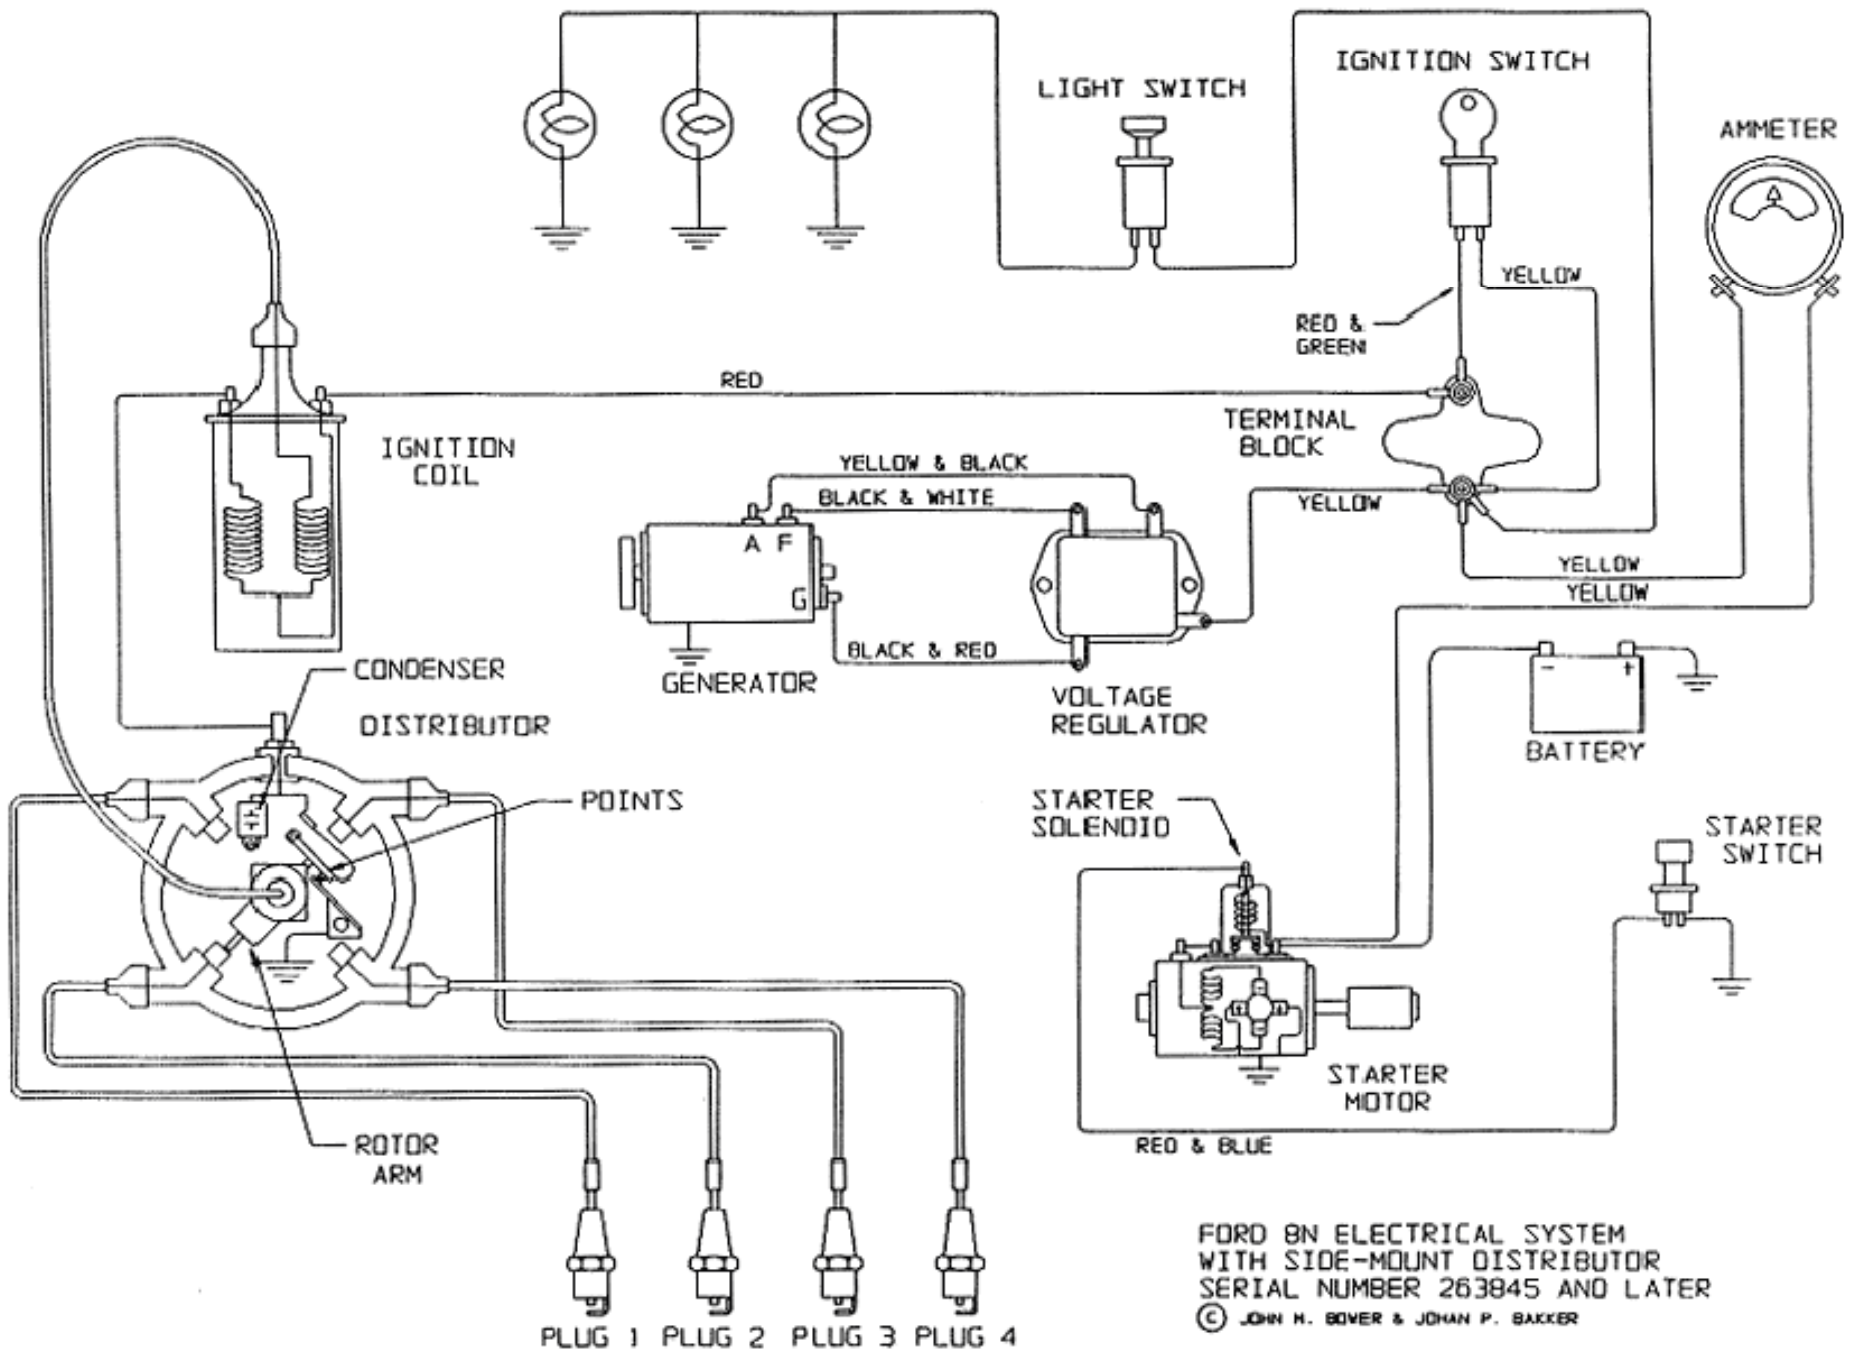 LIGHT SWITCH
IGNITION SWITCH
AMMETER
YELLOW
RED &
GREEN
RED
TERMINAL
BLOCK
IGNITION
COIL
YELLOW & BLACK
BLACK & WHITE
YELLOW
A F
G
YELLOW
YELLOW
BLACK & RED
GENERATOR
VOLTAGE
REGULATOR
- +
BATTERY
CONDENSER
DISTRIBUTOR
POINTS
STARTER
SOLENOID
STARTER
SWITCH
STARTER
MOTOR
RED & BLUE
ROTOR
ARM
PLUG 1 PLUG 2 PLUG 3 PLUG 4
FORD 8N ELECTRICAL SYSTEM
WITH SIDE-MOUNT DISTRIBUTOR
SERIAL NUMBER 263845 AND LATER
© JOHN H. BOWER & JOHAN P. BAKKER